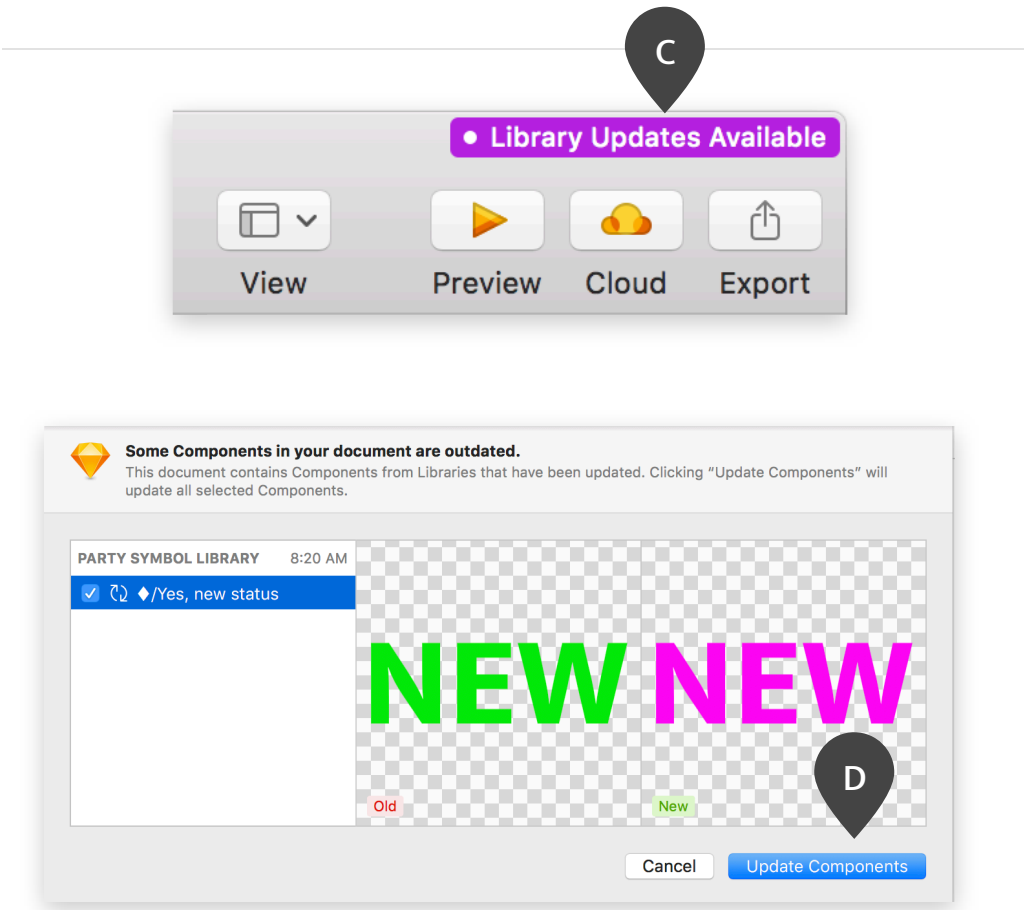 C
Library Updates Available
View
Preview
Cloud
Export
Some Components in your document are outdated.
This document contains Components from Libraries that have been updated. Clicking “Update Components” will
update all selected Components.
PARTY SYMBOL LIBRARY 8:20 AM
♦/Yes, new status
NEW NEW
Old
New
D
Cancel
Update Components